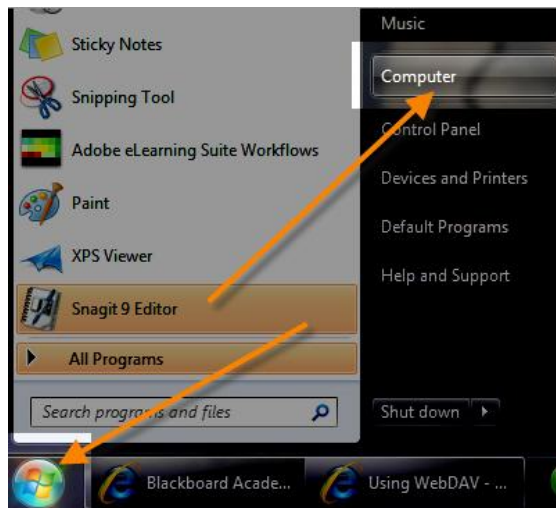 Sticky Notes
Snipping Tool
Adobe eLearning Suite Workflows
Paint
XPS Viewer
Snagit 9 Editor
All Programs
Search programs and files
Music
Computer
Control Panel
Devices and Printers
Default Programs
Help and Support
Shut down
Blackboard Acade...
Using WebDAV - ...